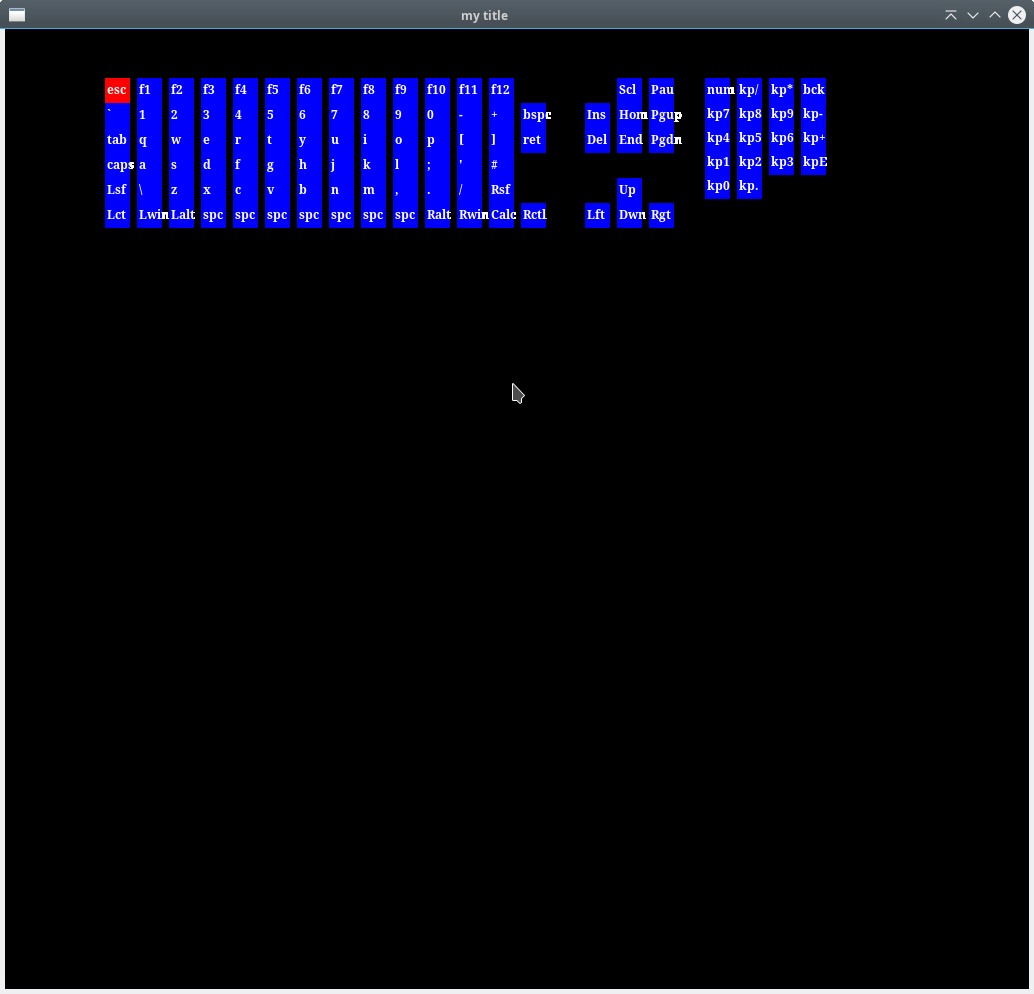 my title
esc f1 f2 f3 f4 f5 f6 f7 f8 f9 f10 f11 f12 Scl Pau num kp/ kp* bck
` 1 2 3 4 5 6 7 8 9 0 - + bspc Ins Hom Pgup kp7 kp8 kp9 kp-
tab q w e r t y u i o p [ ] ret Del End Pgdn kp4 kp5 kp6 kp+
caps a s d f g h j k l ; ' # kp1 kp2 kp3 kpE
Lsf \ z x c v b n m , . / Rsf Up kp0 kp.
Lct Lwin Lalt spc spc spc spc spc spc spc Ralt Rwin Calc Rctl Lft Dwn Rgt